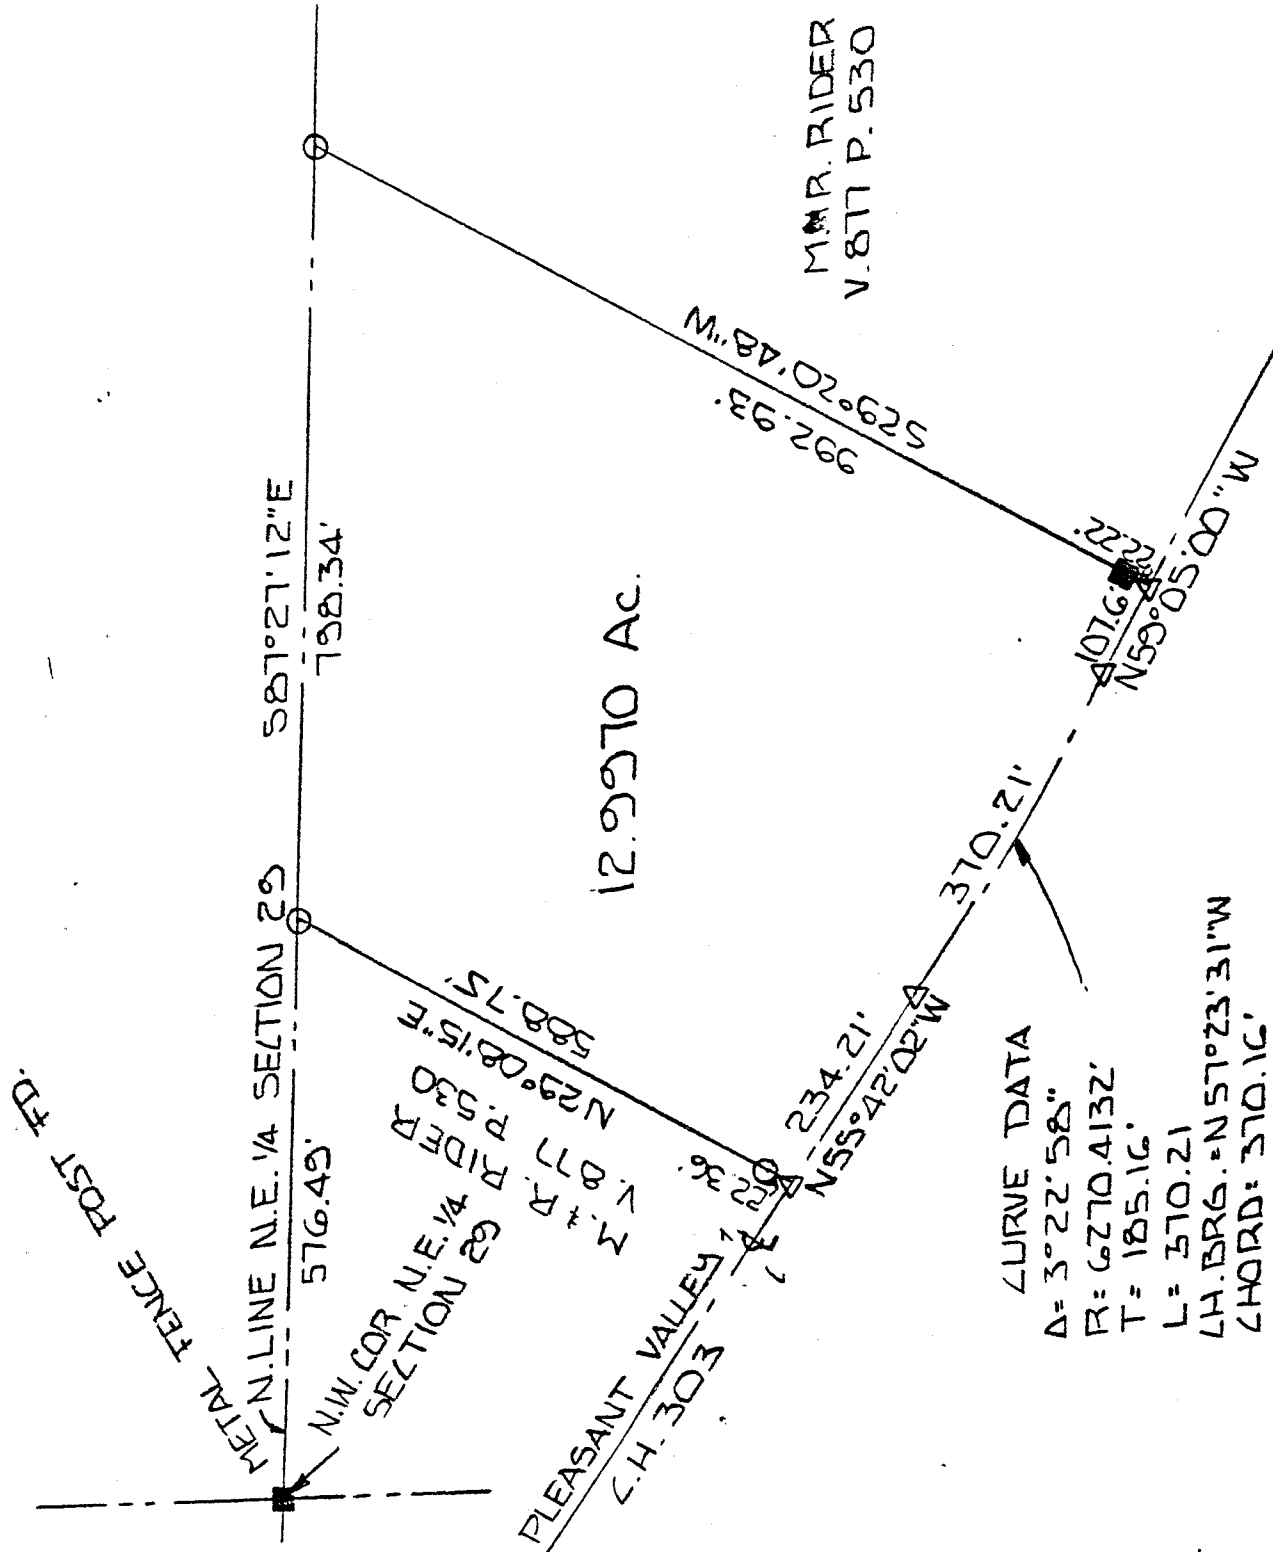 METAL FENCE POST FD.
N.LINE N.E. 1/4 SECTION 29
576.49'
S87°27'12"E
798.34'
N.W. COR. N.E. 1/4
SECTION 29
M. & R. RIDER
V. 877 P. 530
N29°08'15"E
588.75'
22.36'
12.9970 Ac.
S29°20'48"W
992.93'
22.22'
M&R. RIDER
V. 877 P. 530
PLEASANT VALLEY
C.H. 303
234.21'
N55°42'02"W
370.21'
107.6
N59°05'00"W
CURVE DATA
Δ= 3°22'58"
R= 6270.4132'
T= 185.16'
L= 370.21
CH.BRG.=N57°23'31"W
CHORD= 370.16'